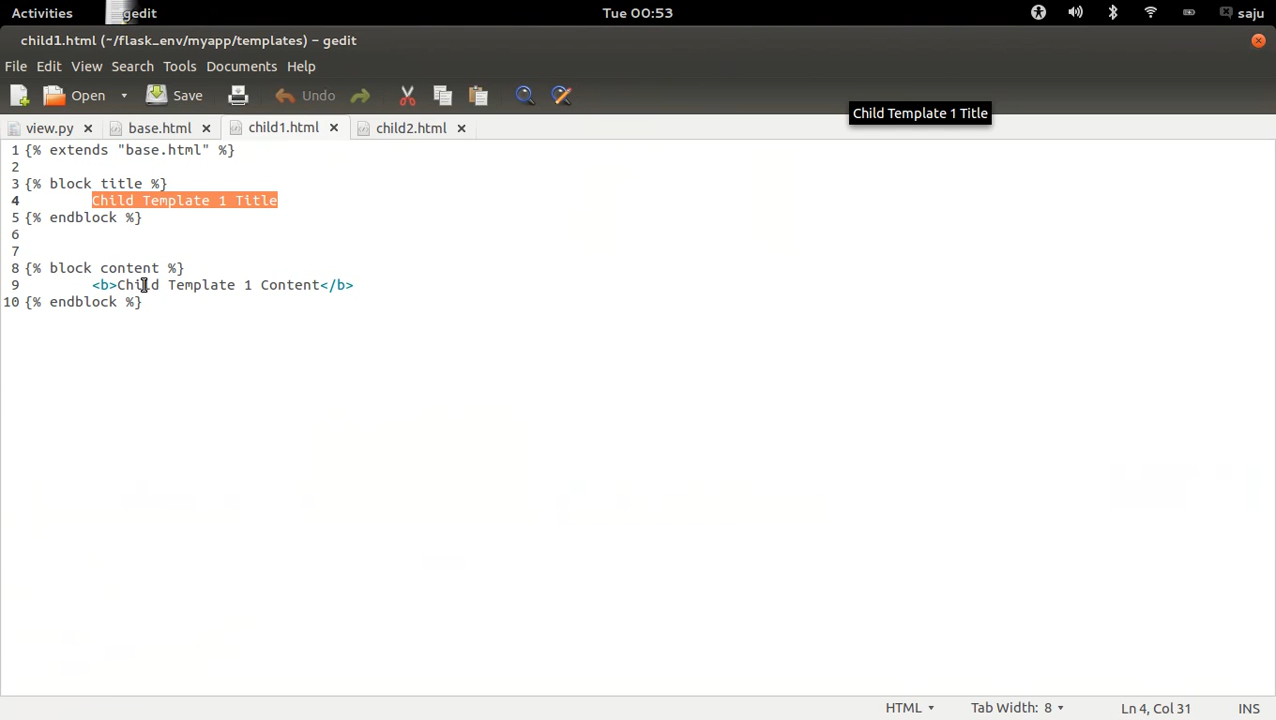 Activities gedit Tue 00:53 saju
child1.html (~/flask_env/myapp/templates) – gedit
File Edit View Search Tools Documents Help
Open Save Undo
Child Template 1 Title
view.py base.html child1.html child2.html
1 {% extends "base.html" %}
2
3 {% block title %}
4 Child Template 1 Title
5 {% endblock %}
6
7
8 {% block content %}
9 <b>Child Template 1 Content</b>
10 {% endblock %}
HTML Tab Width: 8 Ln 4, Col 31 INS